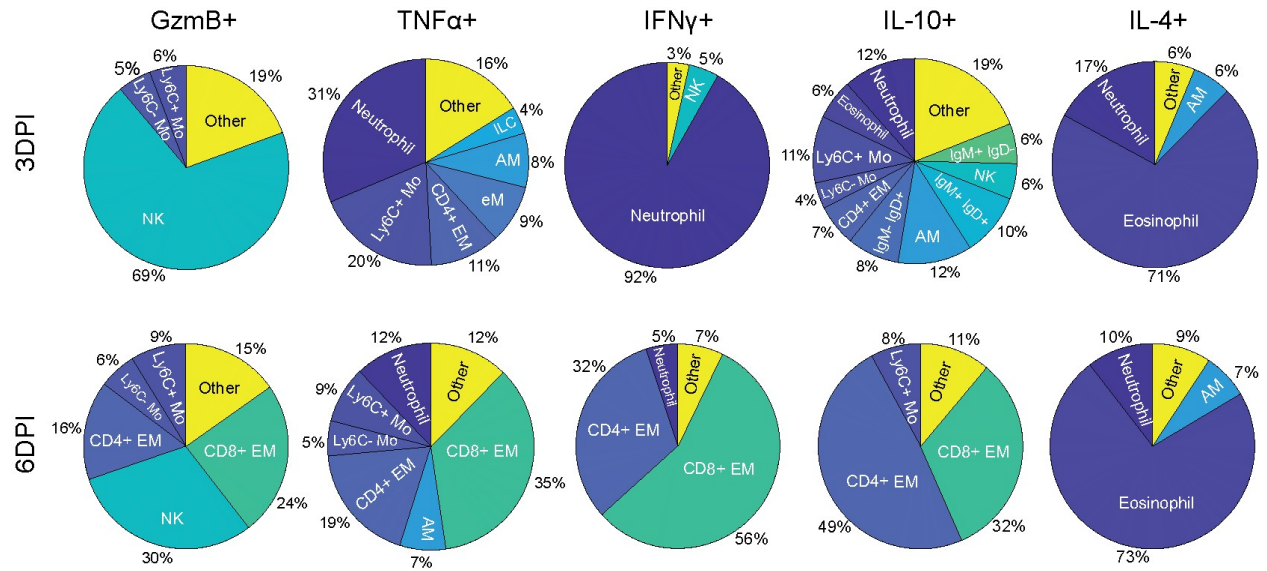 GzmB+ TNFα+ IFNγ+ IL-10+ IL-4+
3DPI
5% 6% 19%
Ly6C- Mo Ly6C+ Mo Other
NK
69%
31% 16%
Neutrophil Other
4% ILC
AM 8%
eM 9%
Ly6C+ Mo CD4+ EM
20% 11%
3% 5%
Other NK
Neutrophil
92%
12% 19%
Neutrophil Other
6% Eosinophil
IgM+ IgD- 6%
11% Ly6C+ Mo NK 6%
4% Ly6C- Mo
7% CD4+ EM
IgM- IgD+ AM IgM+ IgD+ 10%
8% 12%
17% 6% 6%
Neutrophil Other AM
Eosinophil
71%
6DPI
6% 9% 15%
Ly6C- Mo Ly6C+ Mo Other
16% CD4+ EM CD8+ EM 24%
NK
30%
12% 12%
Neutrophil Other
9% Ly6C+ Mo
5% Ly6C- Mo CD8+ EM 35%
CD4+ EM AM
19% 7%
32% 5% 7%
Neutrophil Other
CD4+ EM CD8+ EM
56%
8% 11%
Ly6C+ Mo Other
CD4+ EM CD8+ EM
49% 32%
10% 9% 7%
Neutrophil Other AM
Eosinophil
73%